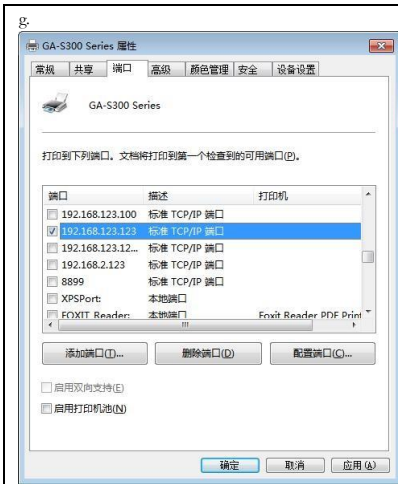 g.
GA-S300 Series 属性
常规 共享 端口 高级 颜色管理 安全 设备设置
GA-S300 Series
打印到下列端口。文档将打印到第一个检查到的可用端口(P)。
端口 描述 打印机
192.168.123.100 标准 TCP/IP 端口
192.168.123.123 标准 TCP/IP 端口
192.168.123.12... 标准 TCP/IP 端口
192.168.2.123 标准 TCP/IP 端口
8899 标准 TCP/IP 端口
XPSPort: 本地端口
FOXIT_Reader: 本地端口 Foxit Reader PDF Print
添加端口(T)... 删除端口(D) 配置端口(C)...
启用双向支持(E)
启用打印机池(N)
确定 取消 应用(A)